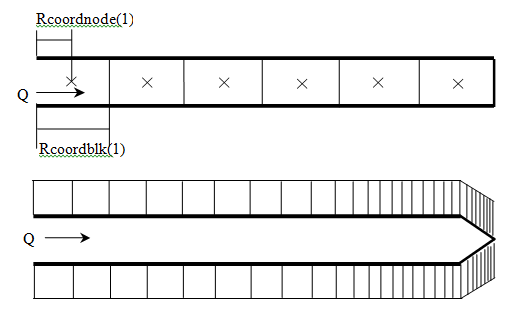 Rcoordnode(1)
Q
Rcoordblk(1)
Q